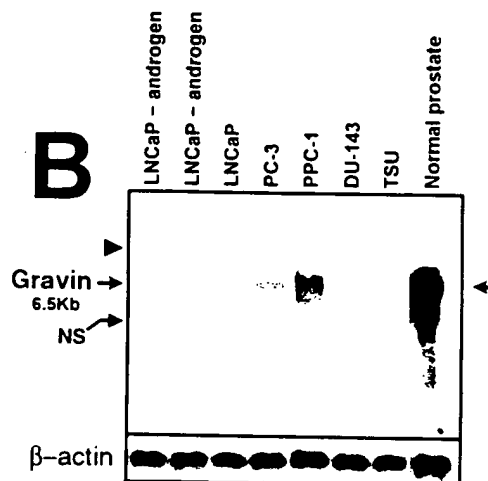 B
LNCaP – androgen
LNCaP – androgen
LNCaP
PC-3
PPC-1
DU-143
TSU
Normal prostate
Gravin
6.5Kb
NS
β–actin